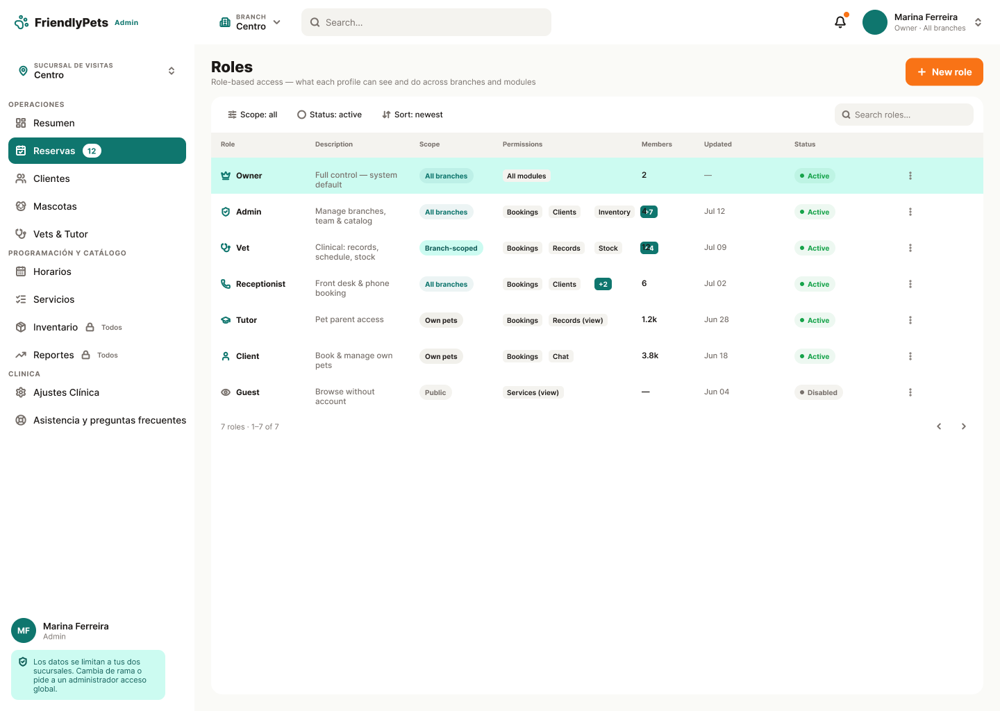 FriendlyPets Admin
BRANCH
Centro
Search...
Marina Ferreira
Owner · All branches
SUCURSAL DE VISITAS
Centro
OPERACIONES
Resumen
Reservas 12
Clientes
Mascotas
Vets & Tutor
PROGRAMACIÓN Y CATÁLOGO
Horarios
Servicios
Inventario Todos
Reportes Todos
CLINICA
Ajustes Clínica
Asistencia y preguntas frecuentes
Marina Ferreira
MF
Admin
Los datos se limitan a tus dos
sucursales. Cambia de rama o
pide a un administrador acceso
global.
Roles
Role-based access — what each profile can see and do across branches and modules
New role
Scope: all Status: active Sort: newest Search roles...
Role Description Scope Permissions Members Updated Status
Owner Full control — system All branches All modules 2 — Active
default
Admin Manage branches, All branches Bookings Clients Inventory Jul 12 Active
team & catalog
Vet Clinical: records, Branch-scoped Bookings Records Stock Jul 09 Active
schedule, stock
Receptionist Front desk & phone All branches Bookings Clients +2 6 Jul 02 Active
booking
Tutor Pet parent access Own pets Bookings Records (view) 1.2k Jun 28 Active
Client Book & manage own Own pets Bookings Chat 3.8k Jun 18 Active
pets
Guest Browse without Public Services (view) — Jun 04 Disabled
account
7 roles · 1–7 of 7